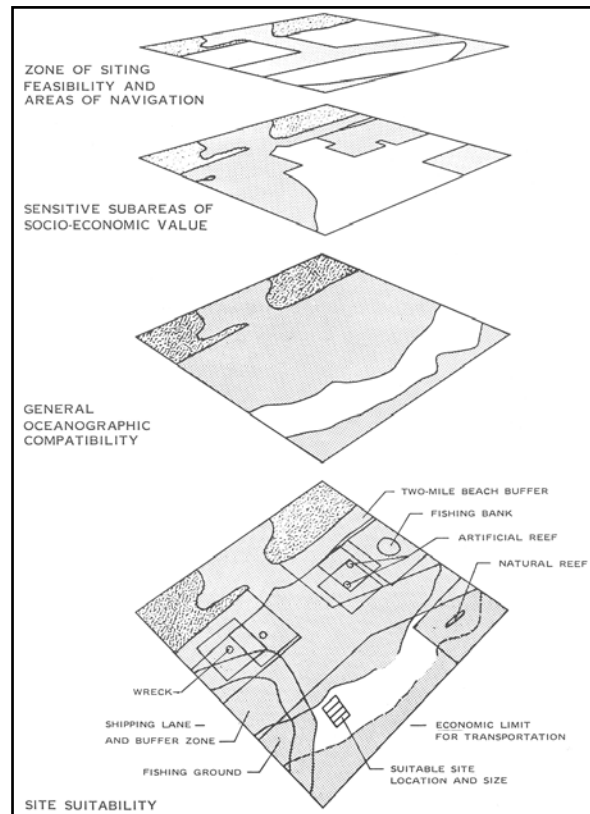 ZONE OF SITING
FEASIBILITY AND
AREAS OF NAVIGATION
SENSITIVE SUBAREAS OF
SOCIO-ECONOMIC VALUE
GENERAL
OCEANOGRAPHIC
COMPATIBILITY
TWO-MILE BEACH BUFFER
FISHING BANK
ARTIFICIAL REEF
NATURAL REEF
WRECK
SHIPPING LANE —
AND BUFFER ZONE
FISHING GROUND
ECONOMIC LIMIT
FOR TRANSPORTATION
SUITABLE SITE
LOCATION AND SIZE
SITE SUITABILITY